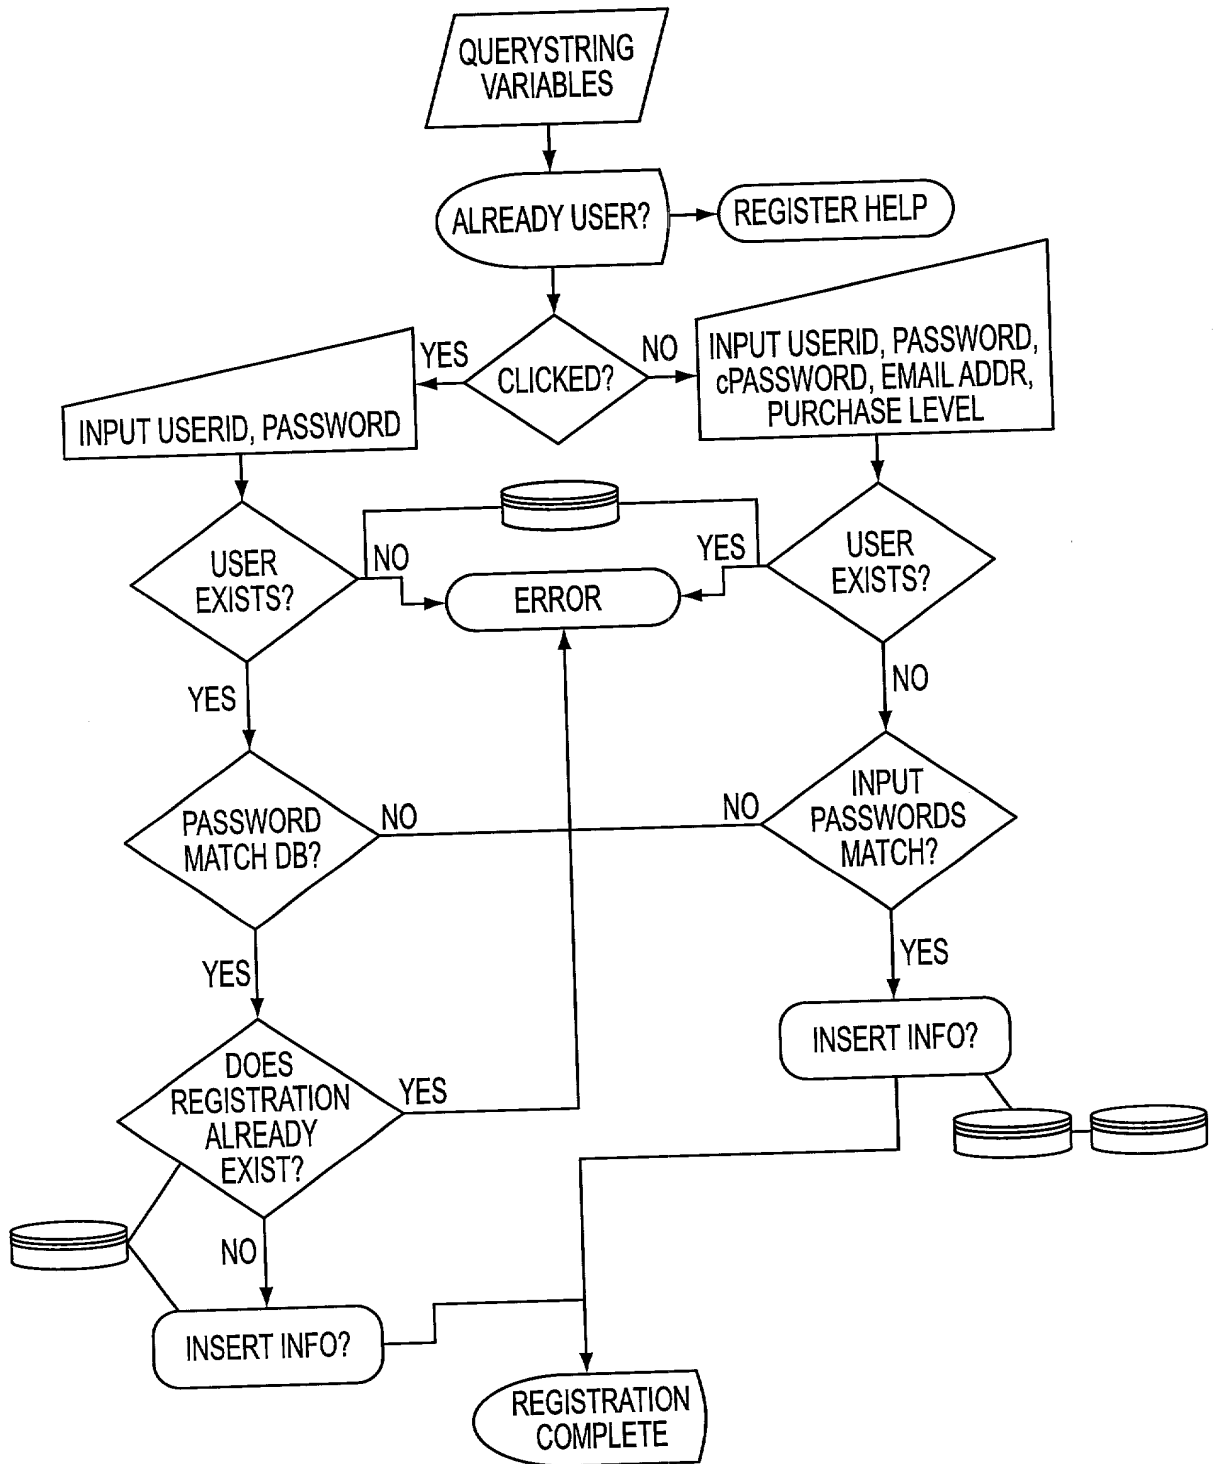 QUERYSTRING
VARIABLES
ALREADY USER?
REGISTER HELP
YES
CLICKED?
NO
INPUT USERID, PASSWORD
INPUT USERID, PASSWORD,
cPASSWORD, EMAIL ADDR,
PURCHASE LEVEL
USER
EXISTS?
NO
ERROR
YES
USER
EXISTS?
YES
NO
PASSWORD
MATCH DB?
NO
NO
INPUT
PASSWORDS
MATCH?
YES
YES
DOES
REGISTRATION
ALREADY
EXIST?
YES
INSERT INFO?
NO
INSERT INFO?
REGISTRATION
COMPLETE